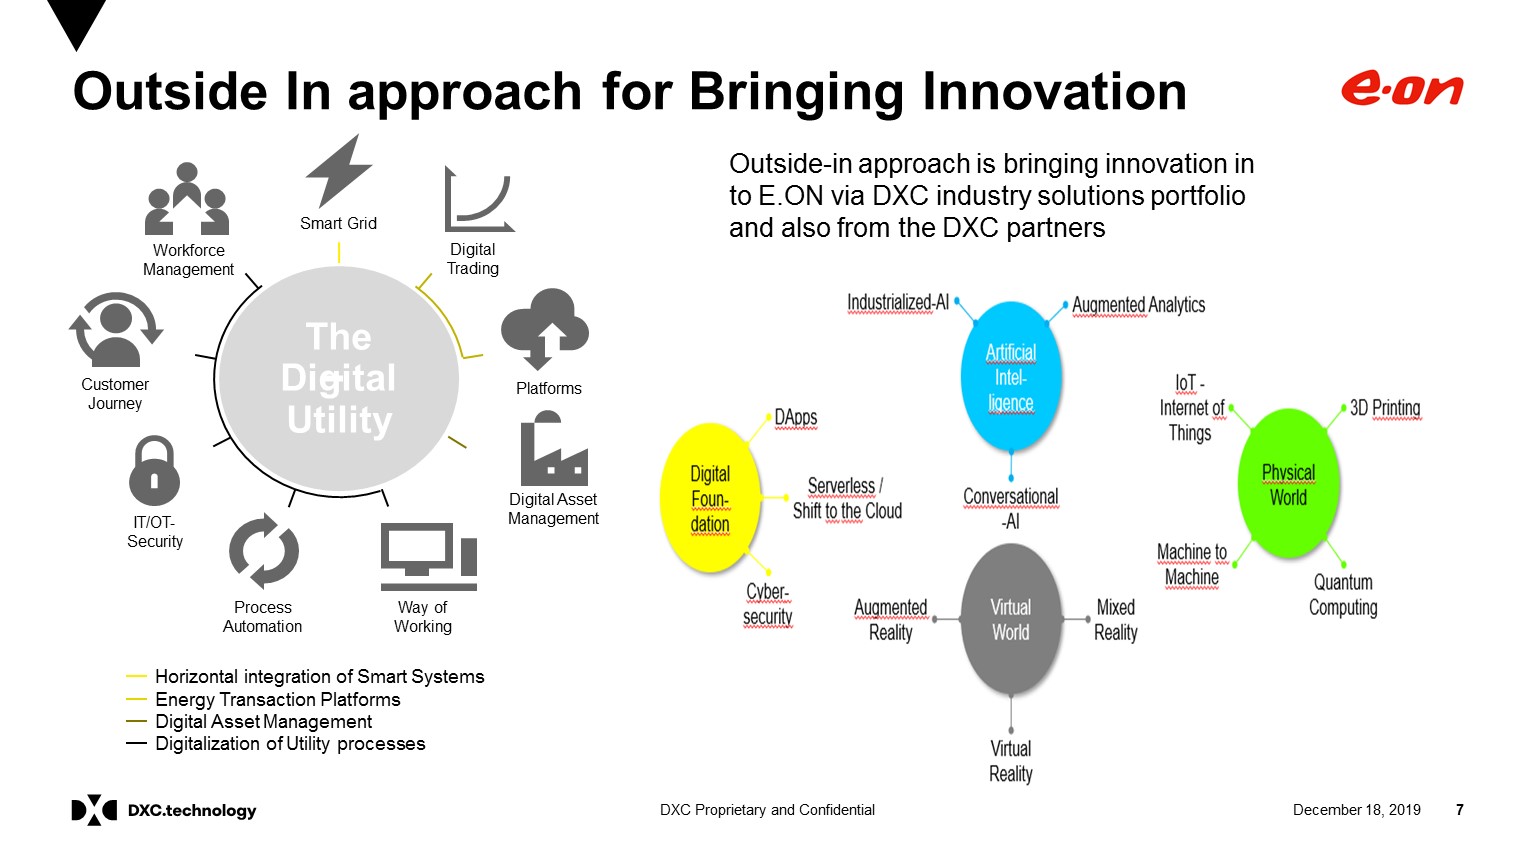 Outside In approach for Bringing Innovation
e·on
Outside-in approach is bringing innovation in
to E.ON via DXC industry solutions portfolio
and also from the DXC partners
Smart Grid
Workforce
Management
Digital
Trading
Customer
Journey
Platforms
The
Digital
Utility
IT/OT-
Security
Digital Asset
Management
Process
Automation
Way of
Working
Horizontal integration of Smart Systems
Energy Transaction Platforms
Digital Asset Management
Digitalization of Utility processes
Industrialized-AI
Augmented Analytics
Artificial
Intel-
ligence
Conversational
-AI
DApps
Digital
Foun-
dation
Serverless /
Shift to the Cloud
Cyber-
security
IoT -
Internet of
Things
3D Printing
Physical
World
Machine to
Machine
Quantum
Computing
Augmented
Reality
Virtual
World
Mixed
Reality
Virtual
Reality
DXC.technology
DXC Proprietary and Confidential
December 18, 2019
7